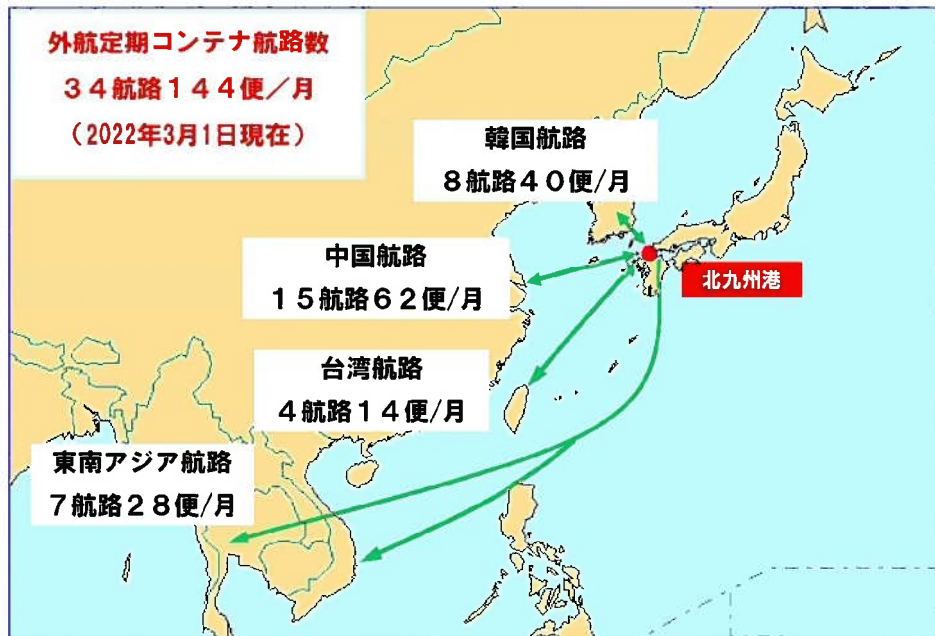 外航定期コンテナ航路数
３４航路１４４便／月
（2022年3月1日現在）
韓国航路
８航路４０便/月
中国航路
１５航路６２便/月
北九州港
台湾航路
４航路１４便/月
東南アジア航路
７航路２８便/月